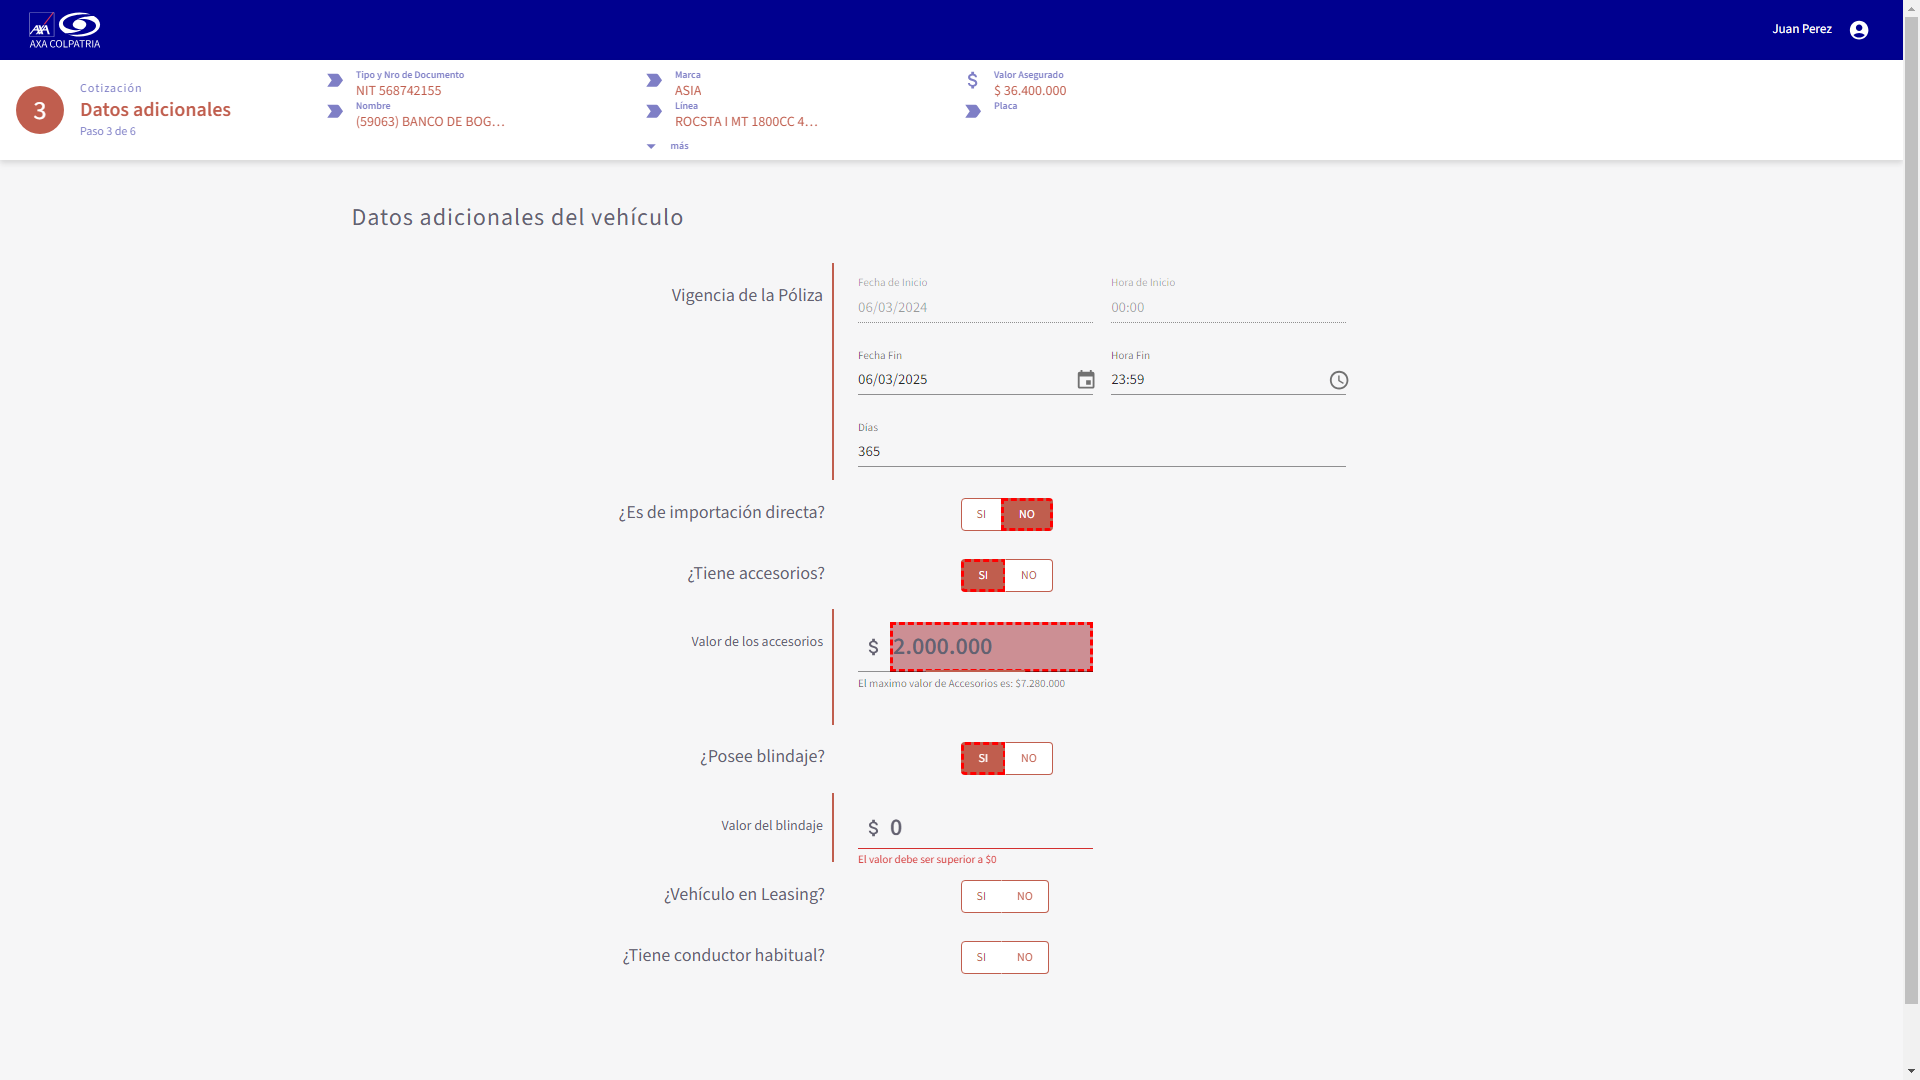 AXA COLPATRIA
Juan Perez
3
Cotización
Datos adicionales
Paso 3 de 6
Tipo y Nro de Documento
NIT 568742155
Nombre
(59063) BANCO DE BOG...
Marca
ASIA
Línea
ROCSTA I MT 1800CC 4...
más
Valor Asegurado
$ 36.400.000
Placa
Datos adicionales del vehículo
Vigencia de la Póliza
Fecha de Inicio
06/03/2024
Hora de Inicio
00:00
Fecha Fin
06/03/2025
Hora Fin
23:59
Días
365
¿Es de importación directa?
SI NO
¿Tiene accesorios?
SI NO
Valor de los accesorios
$ 2.000.000
El maximo valor de Accesorios es: $7.280.000
¿Posee blindaje?
SI NO
Valor del blindaje
$ 0
El valor debe ser superior a $0
¿Vehículo en Leasing?
SI NO
¿Tiene conductor habitual?
SI NO